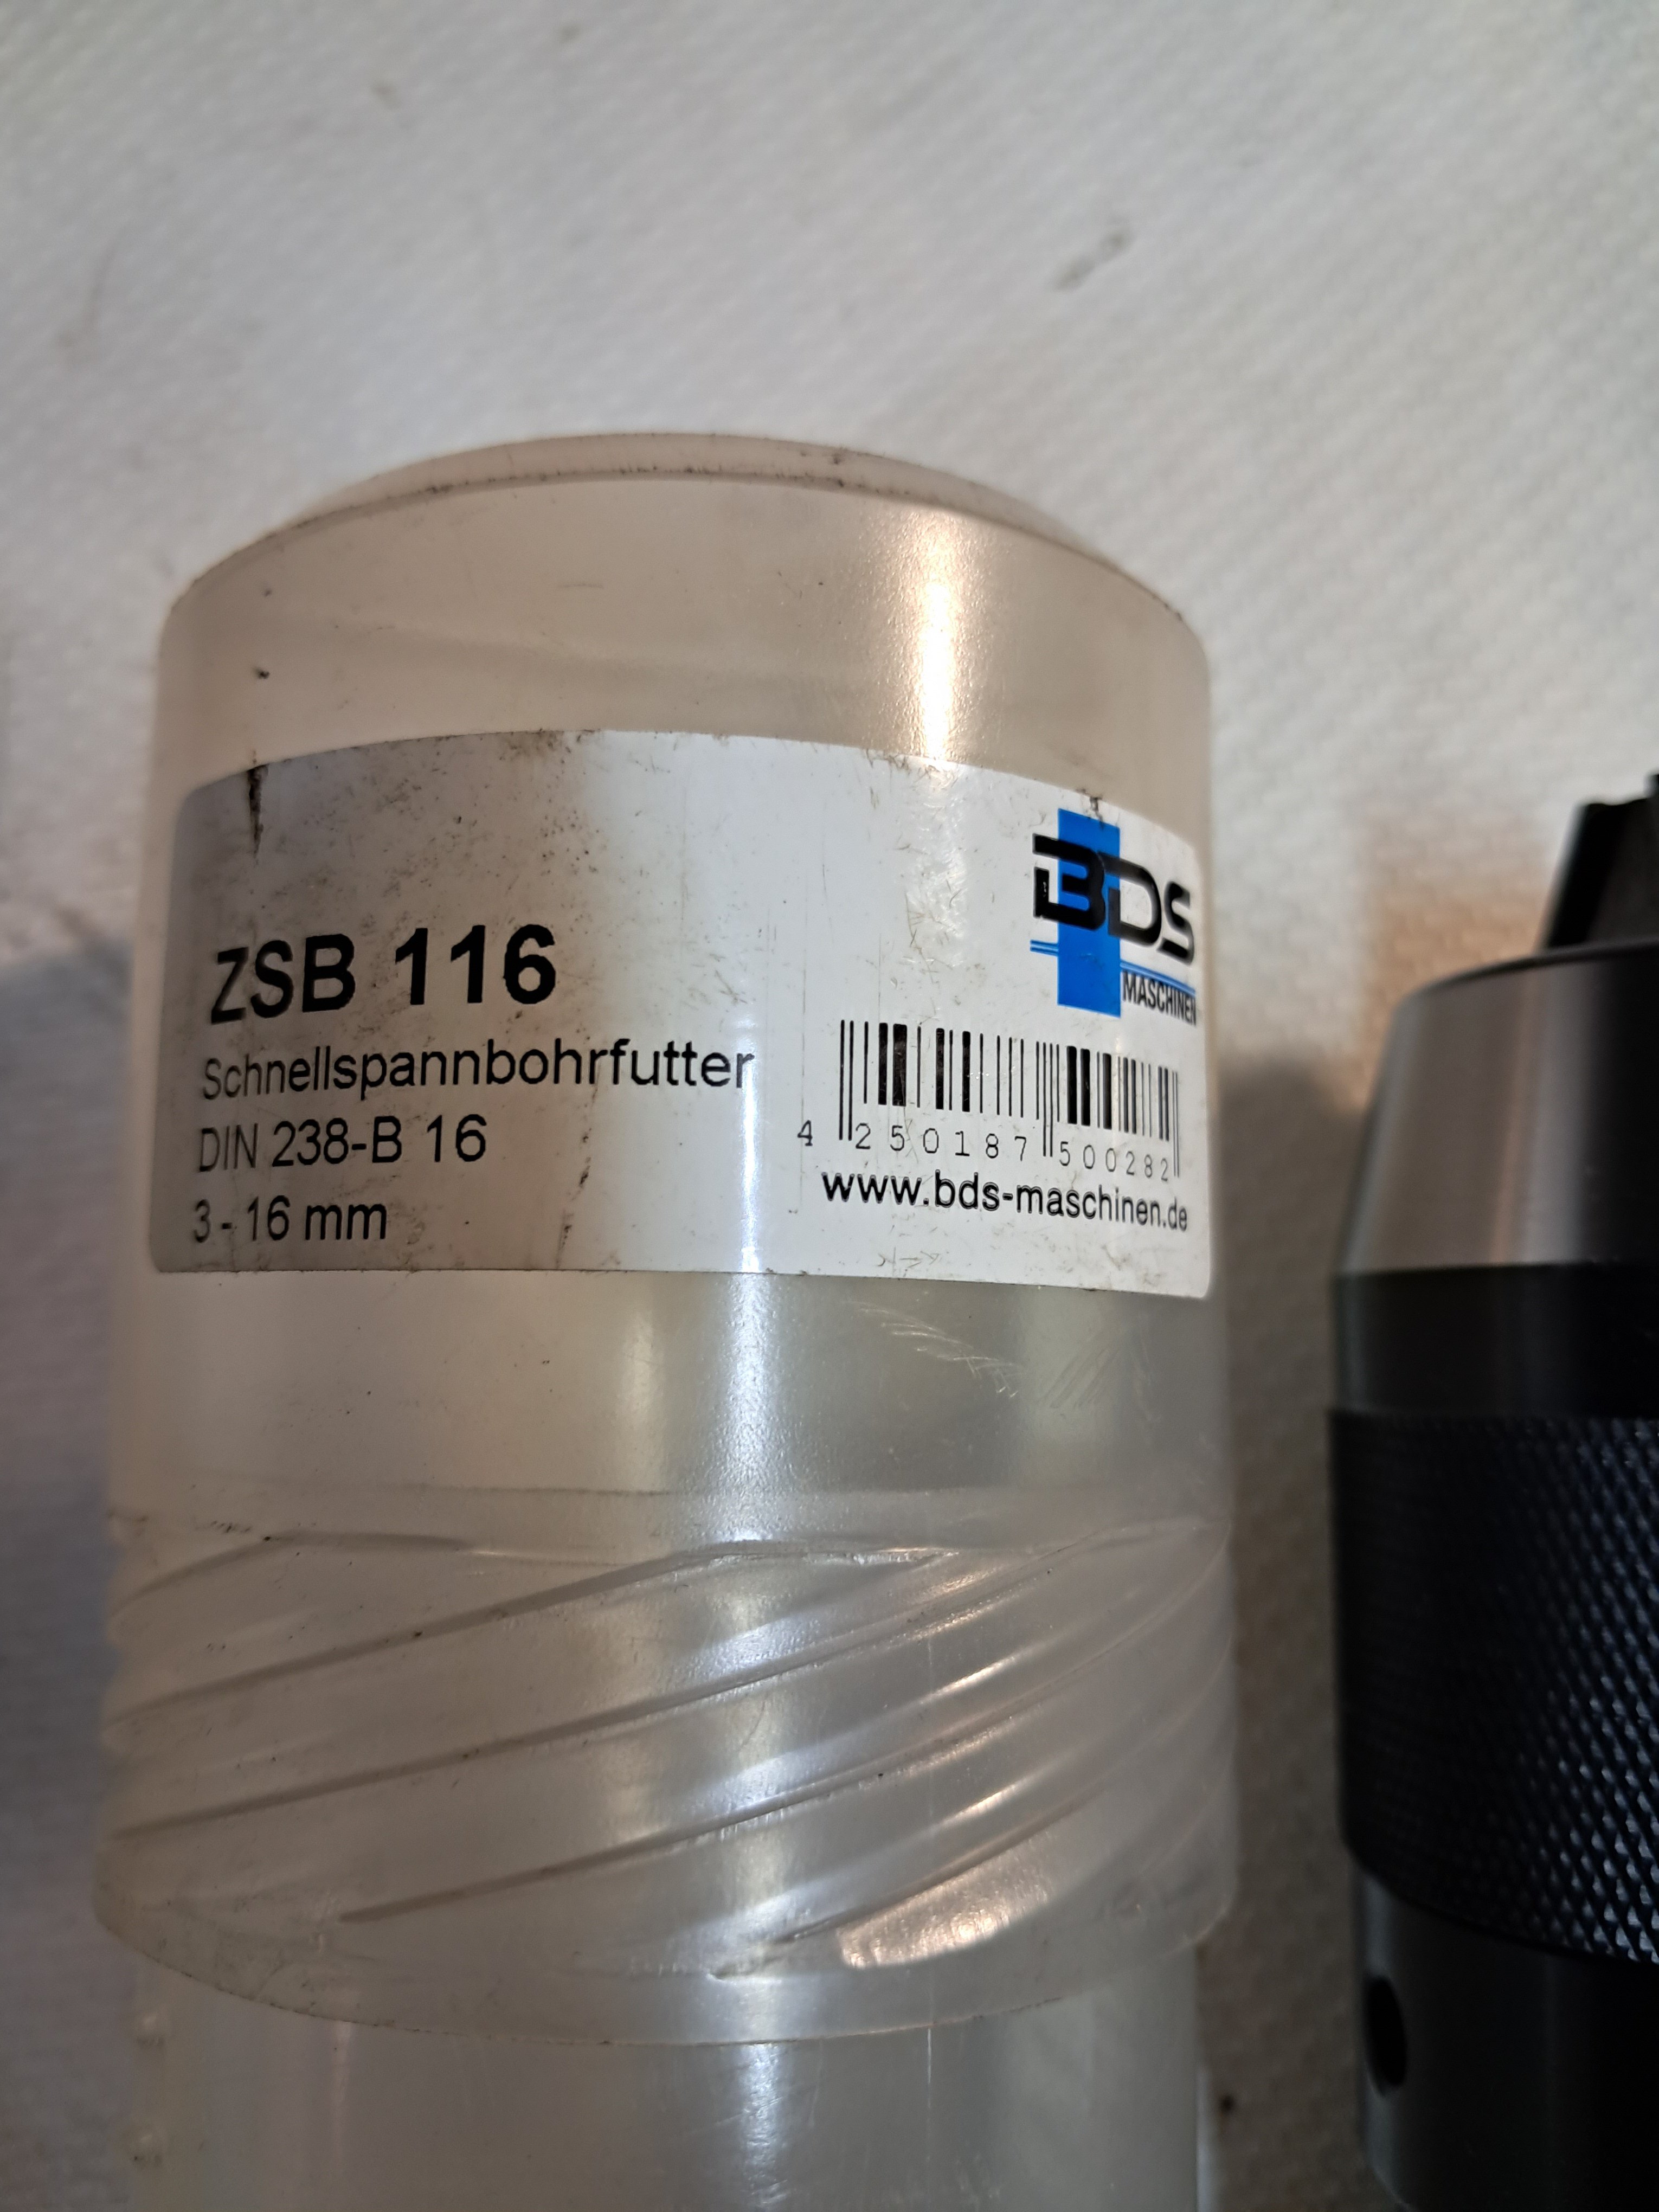 BDS
MASCHINEN
ZSB 116
Schnellspannbohrfutter
DIN 238-B 16
3-16 mm
4 250187 500282
www.bds-maschinen.de